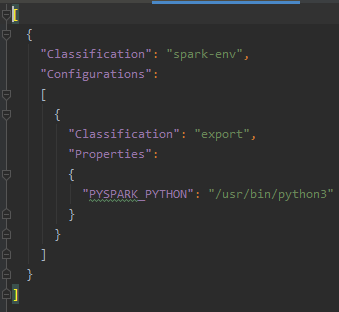 [
{
"Classification": "spark-env",
"Configurations":
[
{
"Classification": "export",
"Properties":
{
"PYSPARK_PYTHON": "/usr/bin/python3"
}
}
]
}
]